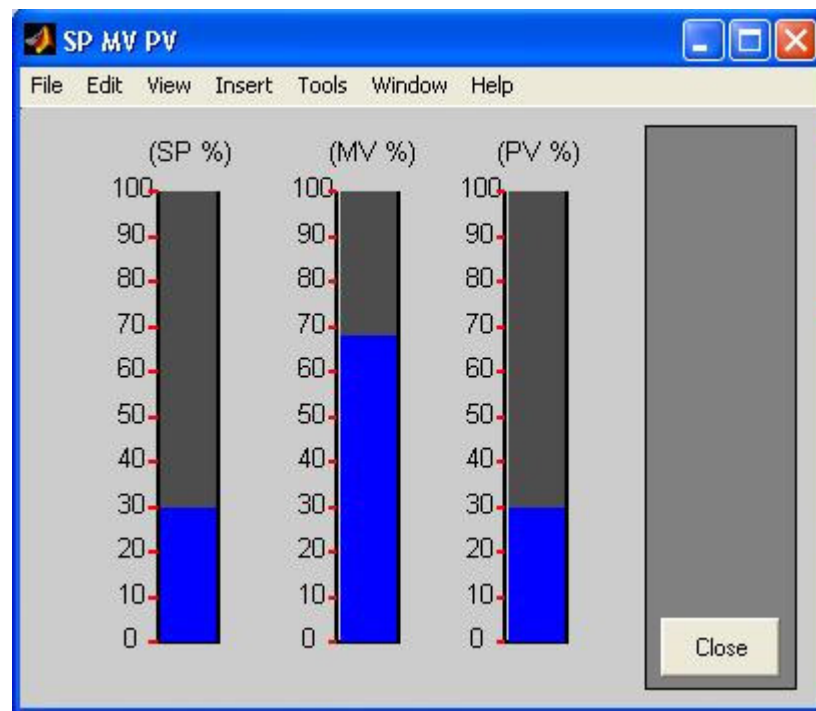 SP MV PV
File Edit View Insert Tools Window Help
(SP %) (MV %) (PV %)
100 100 100
90 90 90
80 80 80
70 70 70
60 60 60
50 50 50
40 40 40
30 30 30
20 20 20
10 10 10
0 0 0
Close